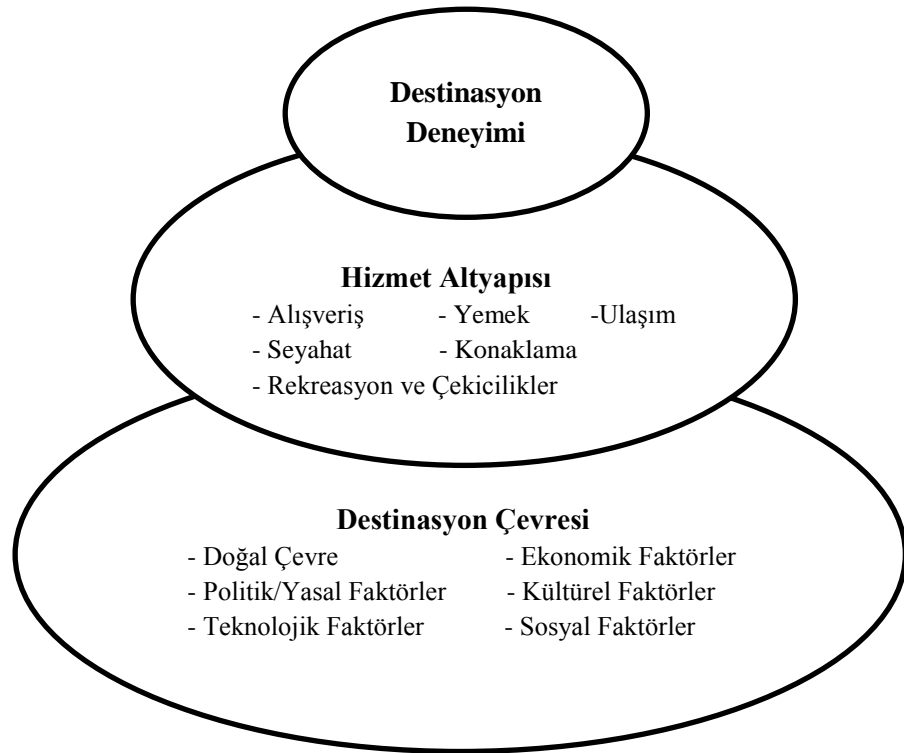 Destinasyon
Deneyimi
Hizmet Altyapısı
- Alışveriş - Yemek -Ulaşım
- Seyahat - Konaklama
- Rekreasyon ve Çekicilikler
Destinasyon Çevresi
- Doğal Çevre - Ekonomik Faktörler
- Politik/Yasal Faktörler - Kültürel Faktörler
- Teknolojik Faktörler - Sosyal Faktörler